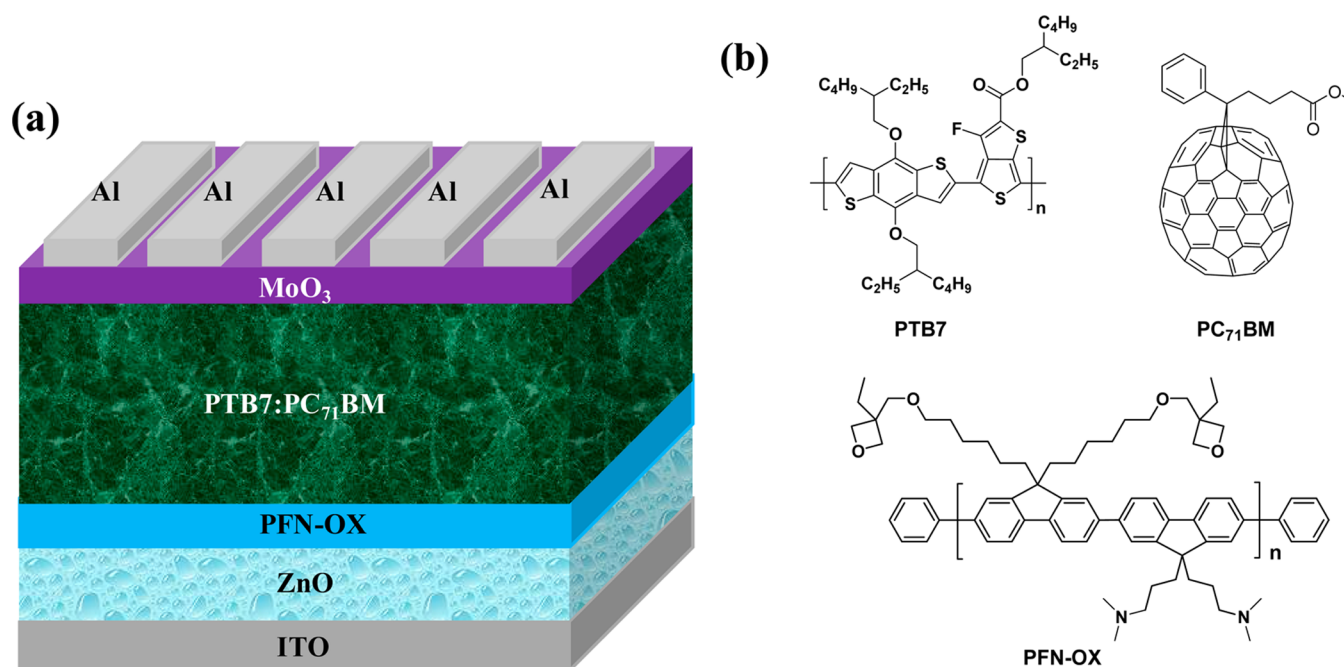 (a)
Al Al Al Al Al
MoO₃
PTB7:PC₇₁BM
PFN-OX
ZnO
ITO
(b)
C₄H₉
C₂H₅
O
O
F
S
S
C₄H₉
C₂H₅
O
S
S
n
O
C₂H₅
C₄H₉
PTB7
O
O
PC₇₁BM
O
O
O
O
n
N
N
PFN-OX